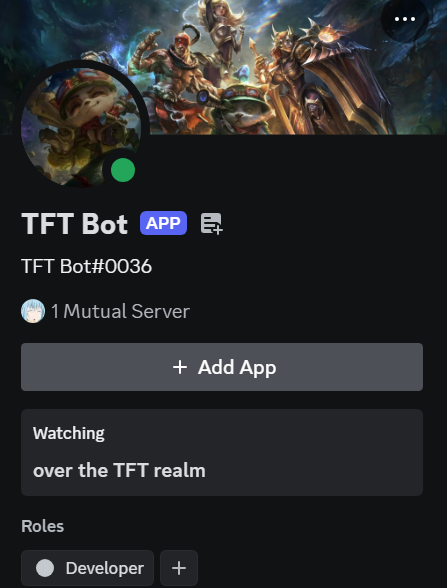 TFT Bot APP
TFT Bot#0036
1 Mutual Server
+ Add App
Watching
over the TFT realm
Roles
Developer +